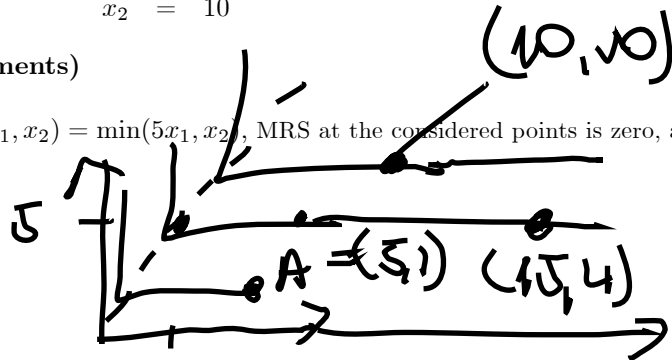 x₂ = 10
(10,10)
ments)
₁, x₂) = min(5x₁, x₂), MRS at the considered points is zero, a
5
A =(5,1) (15,4)